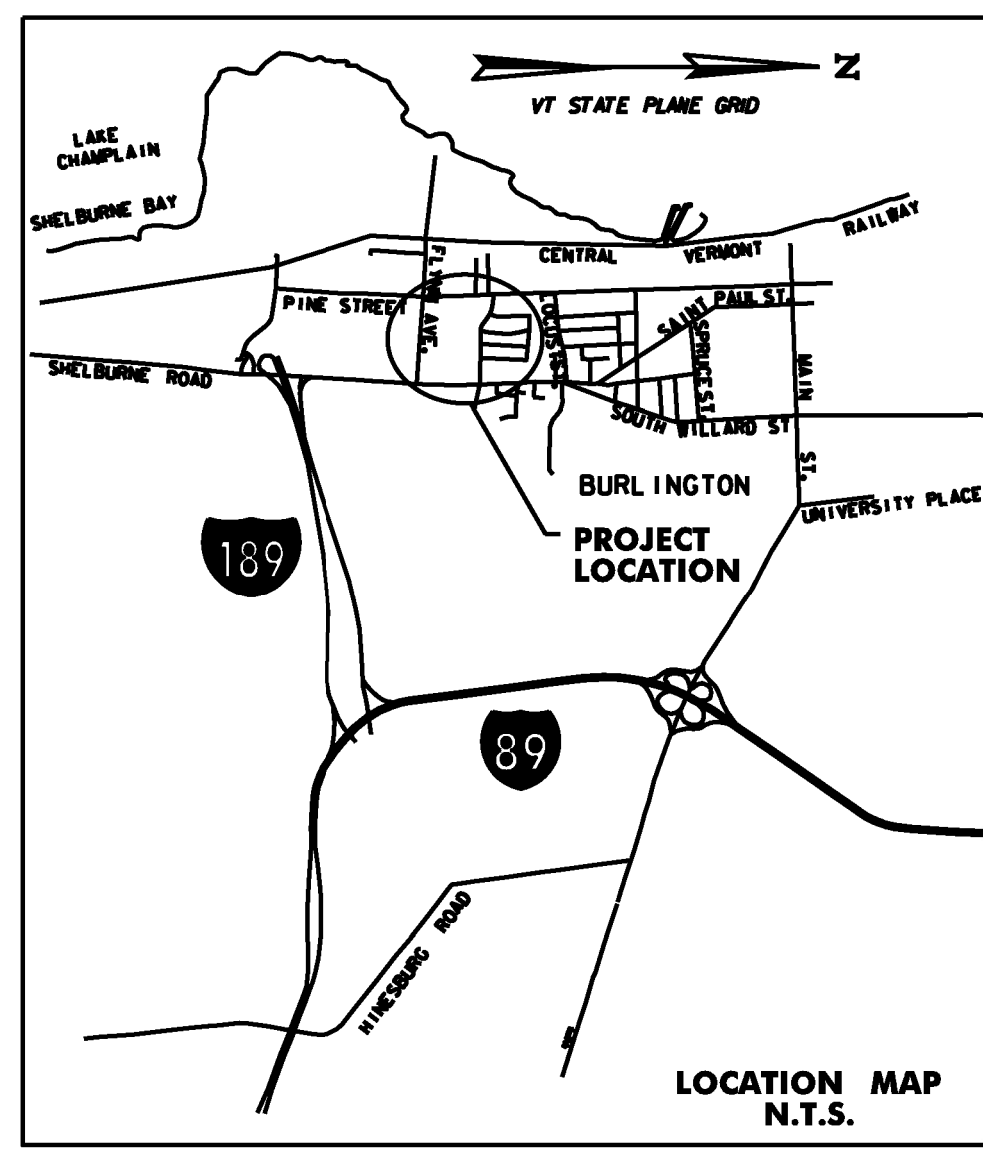 N
VT STATE PLANE GRID
LAKE
CHAMPLAIN
SHELBURNE BAY
RAILWAY
CENTRAL VERMONT
FLYNN AVE.
PINE STREET
LOCUST ST.
SAINT PAUL ST.
SPRUCE ST.
MAIN ST.
SHELBURNE ROAD
SOUTH WILLARD ST
BURLINGTON
UNIVERSITY PLACE
PROJECT
LOCATION
189
89
HINESBURG ROAD
LOCATION MAP
N.T.S.